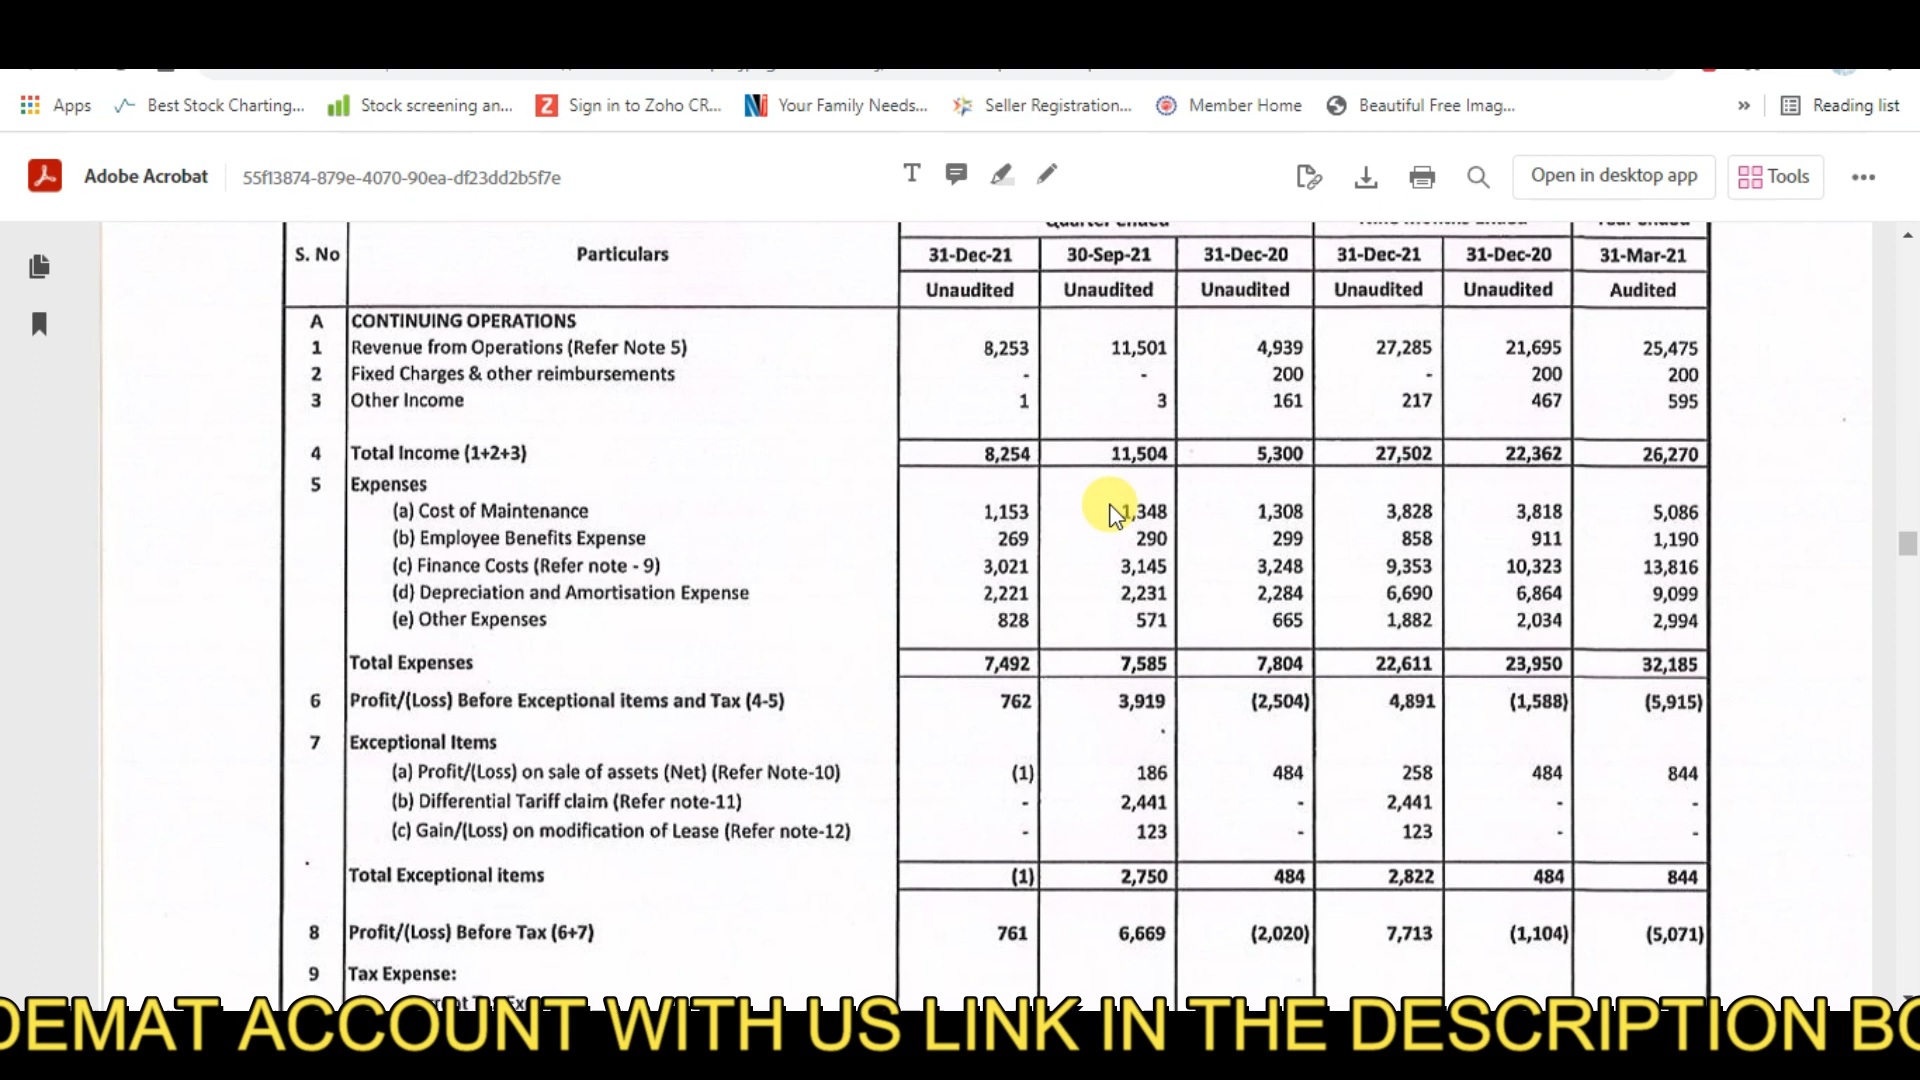 Apps Best Stock Charting... Stock screening an... Sign in to Zoho CR... Your Family Needs... Seller Registration... Member Home Beautiful Free Imag... » Reading list
Adobe Acrobat 55f13874-879e-4070-90ea-df23dd2b5f7e Open in desktop app Tools
Quarter ended
S. No Particulars 31-Dec-21 30-Sep-21 31-Dec-20 31-Dec-21 31-Dec-20 31-Mar-21
Unaudited Unaudited Unaudited Unaudited Unaudited Audited
A CONTINUING OPERATIONS
1 Revenue from Operations (Refer Note 5) 8,253 11,501 4,939 27,285 21,695 25,475
2 Fixed Charges & other reimbursements - - 200 - 200 200
3 Other Income 1 3 161 217 467 595
4 Total Income (1+2+3) 8,254 11,504 5,300 27,502 22,362 26,270
5 Expenses
(a) Cost of Maintenance 1,153 1,348 1,308 3,828 3,818 5,086
(b) Employee Benefits Expense 269 290 299 858 911 1,190
(c) Finance Costs (Refer note - 9) 3,021 3,145 3,248 9,353 10,323 13,816
(d) Depreciation and Amortisation Expense 2,221 2,231 2,284 6,690 6,864 9,099
(e) Other Expenses 828 571 665 1,882 2,034 2,994
Total Expenses 7,492 7,585 7,804 22,611 23,950 32,185
6 Profit/(Loss) Before Exceptional items and Tax (4-5) 762 3,919 (2,504) 4,891 (1,588) (5,915)
7 Exceptional Items
(a) Profit/(Loss) on sale of assets (Net) (Refer Note-10) (1) 186 484 258 484 844
(b) Differential Tariff claim (Refer note-11) - 2,441 - 2,441 - -
(c) Gain/(Loss) on modification of Lease (Refer note-12) - 123 - 123 - -
Total Exceptional items (1) 2,750 484 2,822 484 844
8 Profit/(Loss) Before Tax (6+7) 761 6,669 (2,020) 7,713 (1,104) (5,071)
9 Tax Expense:
DEMAT ACCOUNT WITH US LINK IN THE DESCRIPTION BO